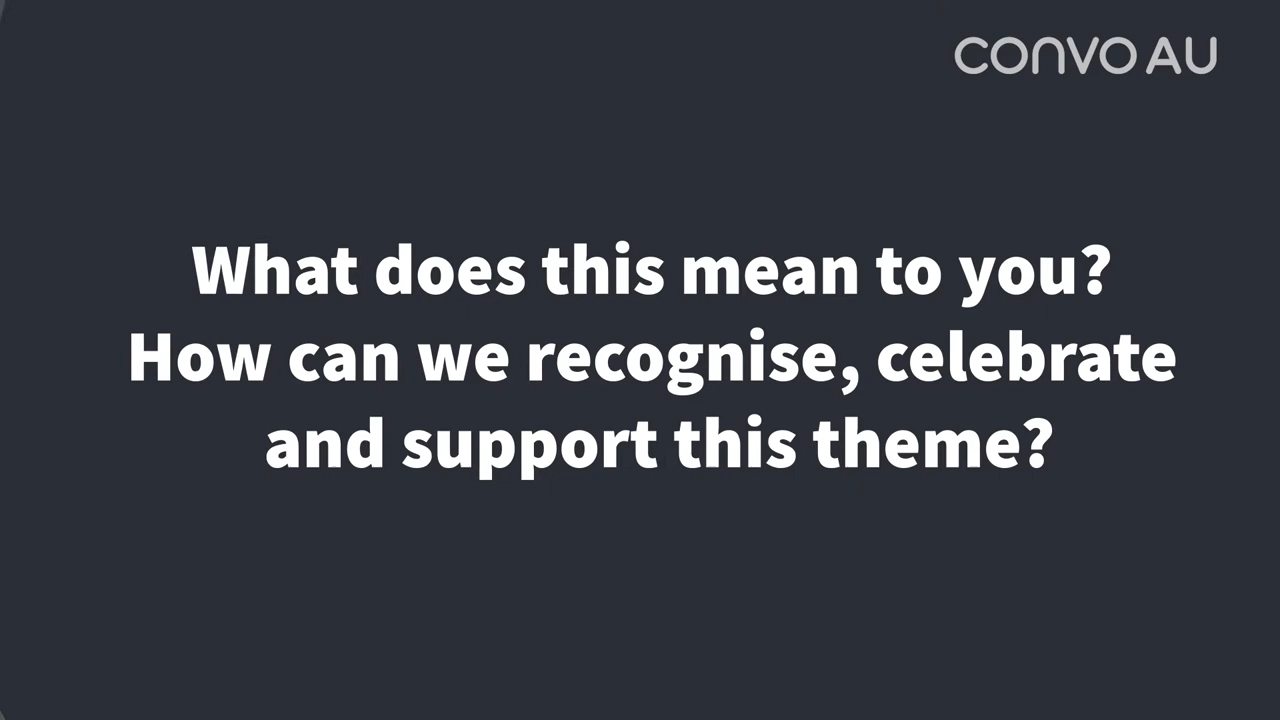 CONVO AU
What does this mean to you?
How can we recognise, celebrate
and support this theme?